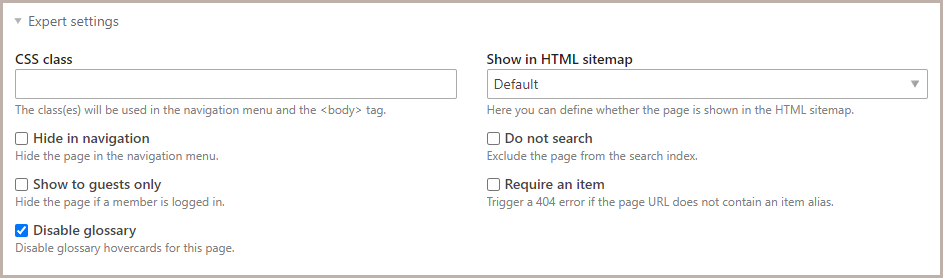 Expert settings
CSS class
The class(es) will be used in the navigation menu and the <body> tag.
Show in HTML sitemap
Default
Here you can define whether the page is shown in the HTML sitemap.
Hide in navigation
Hide the page in the navigation menu.
Do not search
Exclude the page from the search index.
Show to guests only
Hide the page if a member is logged in.
Require an item
Trigger a 404 error if the page URL does not contain an item alias.
Disable glossary
Disable glossary hovercards for this page.